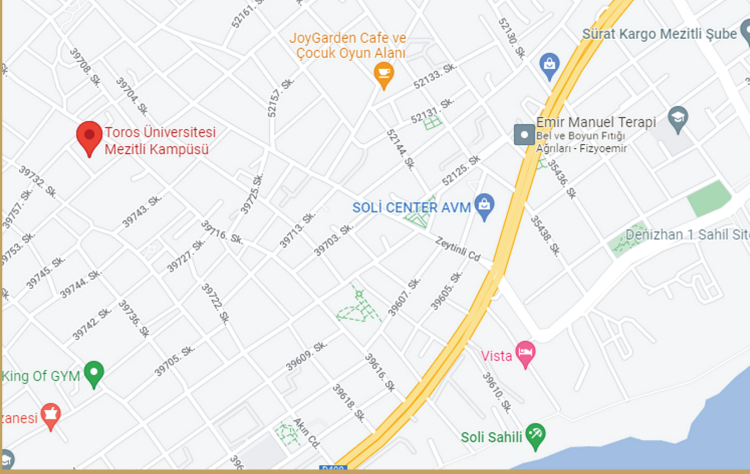 52161. Sk
52130. Sk
JoyGarden Cafe ve
Çocuk Oyun Alanı
Sürat Kargo Mezitli Şube
39708. Sk
39704. Sk
52157. Sk
52133. Sk
52131. Sk
52144. Sk
Toros Üniversitesi
Mezitli Kampüsü
Emir Manuel Terapi
Bel ve Boyun Fıtığı
Ağrıları - Fizyoemir
39732. Sk
39725. Sk
52125. Sk
35436. Sk
39757. Sk
39743. Sk
SOLİ CENTER AVM
39716. Sk
39713. Sk
39703. Sk
35438. Sk
Denizhan 1 Sahil Site
39753. Sk
39727. Sk
Zeytinli Cd
39745. Sk
39744. Sk
39722. Sk
39607. Sk
39605. Sk
39742. Sk
39736. Sk
39705. Sk
39609. Sk
39616. Sk
Vista
39610. Sk
King Of GYM
39618. Sk
zanesi
Akın Cd.
Soli Sahili